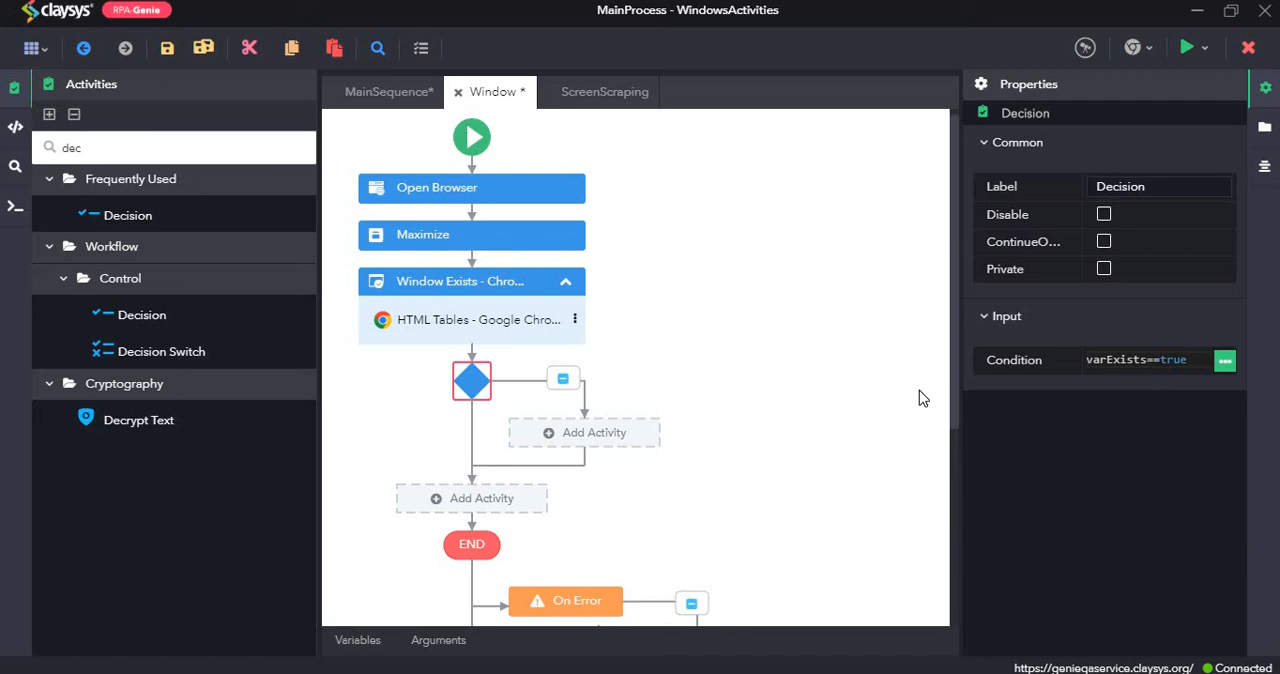 claysys RPA-Genie MainProcess - WindowsActivities
Activities
dec
Frequently Used
Decision
Workflow
Control
Decision
Decision Switch
Cryptography
Decrypt Text
MainSequence* Window * ScreenScraping
Open Browser
Maximize
Window Exists - Chro...
HTML Tables - Google Chro...
Add Activity
Add Activity
END
On Error
Variables Arguments
Properties
Decision
Common
Label Decision
Disable
ContinueO...
Private
Input
Condition varExists==true
https://genieqaservice.claysys.org/ Connected